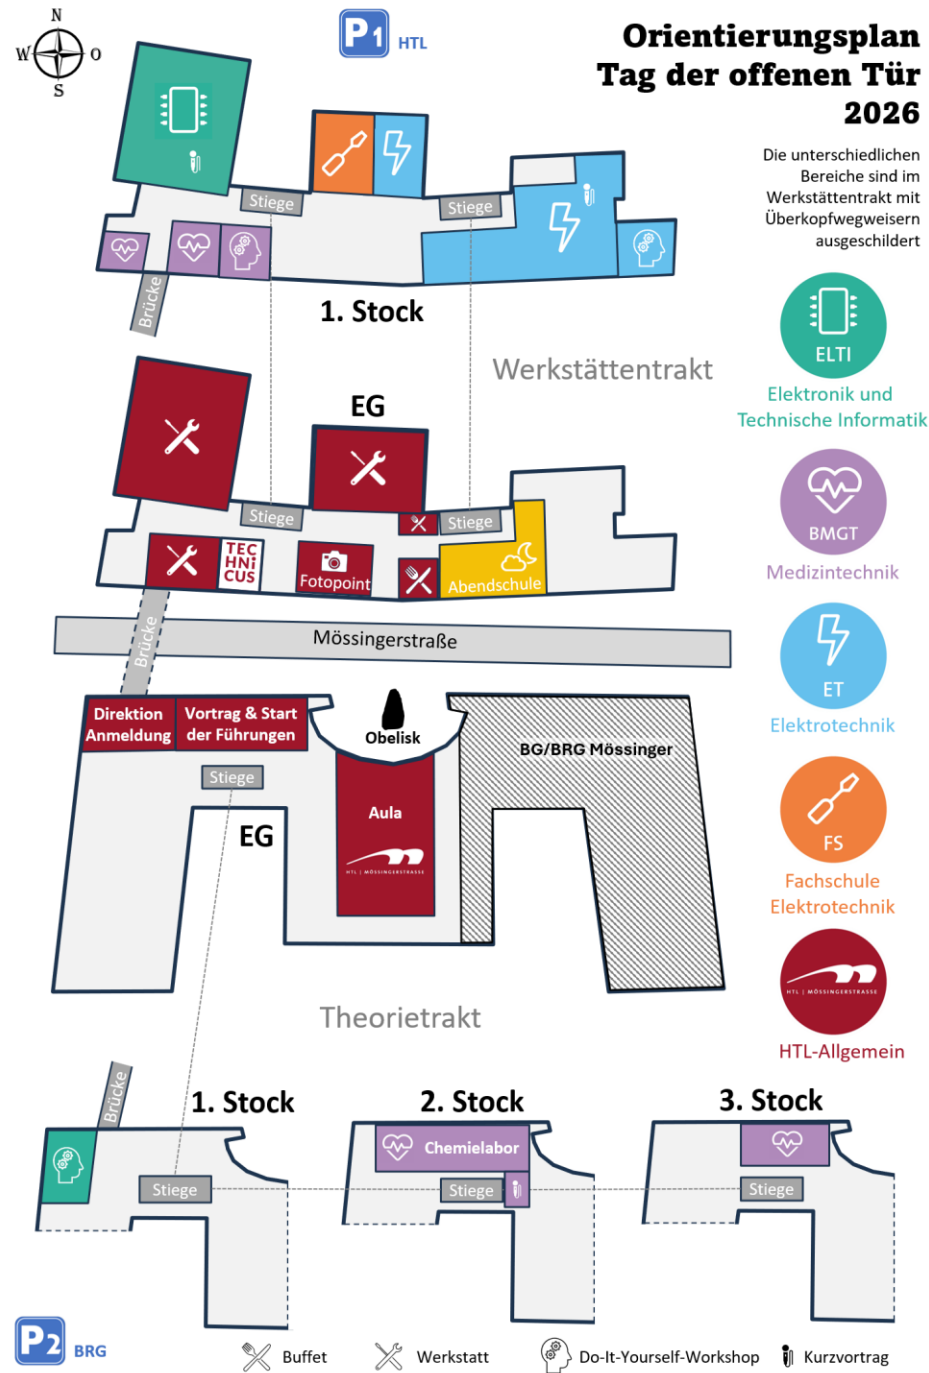 N
W
O
S
P1 HTL
Orientierungsplan
Tag der offenen Tür
2026
Die unterschiedlichen
Bereiche sind im
Werkstättentrakt mit
Überkopfwegweisern
ausgeschildert
Stiege
Stiege
Brücke
1. Stock
Werkstättentrakt
ELTI
Elektronik und
Technische Informatik
EG
Stiege
Stiege
TEC
HNi
CUS
Fotopoint
Abendschule
BMGT
Medizintechnik
Brücke
Mössingerstraße
ET
Elektrotechnik
Direktion
Anmeldung
Vortrag & Start
der Führungen
Obelisk
BG/BRG Mössinger
Stiege
EG
Aula
HTL | MÖSSINGERSTRASSE
FS
Fachschule
Elektrotechnik
HTL | MÖSSINGERSTRASSE
HTL-Allgemein
Theorietrakt
Brücke
1. Stock
2. Stock
3. Stock
Chemielabor
Stiege
Stiege
Stiege
P2 BRG
Buffet
Werkstatt
Do-It-Yourself-Workshop
Kurzvortrag